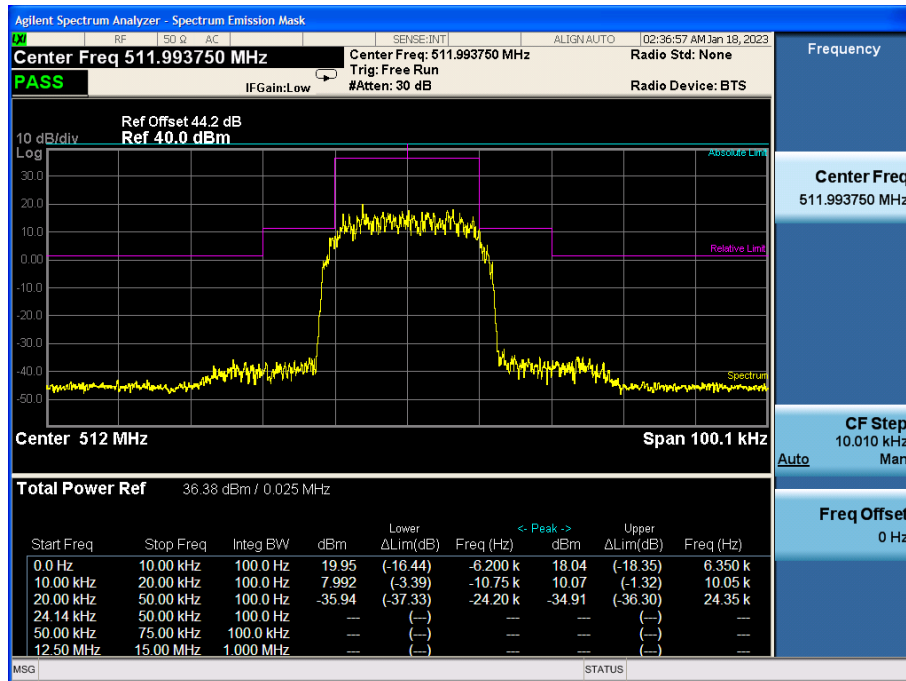 Agilent Spectrum Analyzer - Spectrum Emission Mask
LXI RF 50 Ω AC SENSE:INT ALIGN AUTO 02:36:57 AM Jan 18, 2023
Center Freq 511.993750 MHz Center Freq: 511.993750 MHz Radio Std: None
Trig: Free Run
PASS IFGain:Low #Atten: 30 dB Radio Device: BTS
Ref Offset 44.2 dB
10 dB/div Ref 40.0 dBm
Log
Absolute Limit
30.0
20.0
10.0
Relative Limit
0.00
-10.0
-20.0
-30.0
-40.0
Spectrum
-50.0
Center 512 MHz Span 100.1 kHz
Total Power Ref 36.38 dBm / 0.025 MHz
Lower <- Peak -> Upper
Start Freq Stop Freq Integ BW dBm ΔLim(dB) Freq (Hz) dBm ΔLim(dB) Freq (Hz)
0.0 Hz 10.00 kHz 100.0 Hz 19.95 (-16.44) -6.200 k 18.04 (-18.35) 6.350 k
10.00 kHz 20.00 kHz 100.0 Hz 7.992 (-3.39) -10.75 k 10.07 (-1.32) 10.05 k
20.00 kHz 50.00 kHz 100.0 Hz -35.94 (-37.33) -24.20 k -34.91 (-36.30) 24.35 k
24.14 kHz 50.00 kHz 100.0 Hz --- (---) --- --- (---) ---
50.00 kHz 75.00 kHz 100.0 kHz --- (---) --- --- (---) ---
12.50 MHz 15.00 MHz 1.000 MHz --- (---) --- --- (---) ---
MSG STATUS
Frequency
Center Freq
511.993750 MHz
CF Step
10.010 kHz
Auto Man
Freq Offset
0 Hz